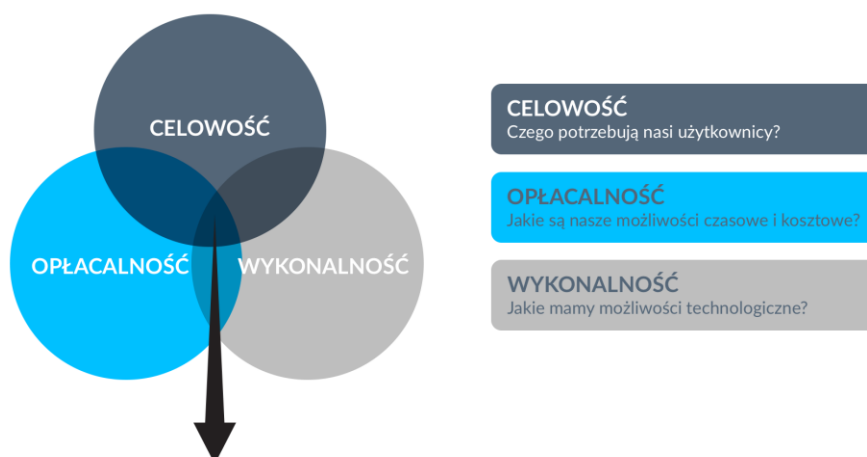 CELOWOŚĆ
OPŁACALNOŚĆ
WYKONALNOŚĆ
CELOWOŚĆ
Czego potrzebują nasi użytkownicy?
OPŁACALNOŚĆ
Jakie są nasze możliwości czasowe i kosztowe?
WYKONALNOŚĆ
Jakie mamy możliwości technologiczne?